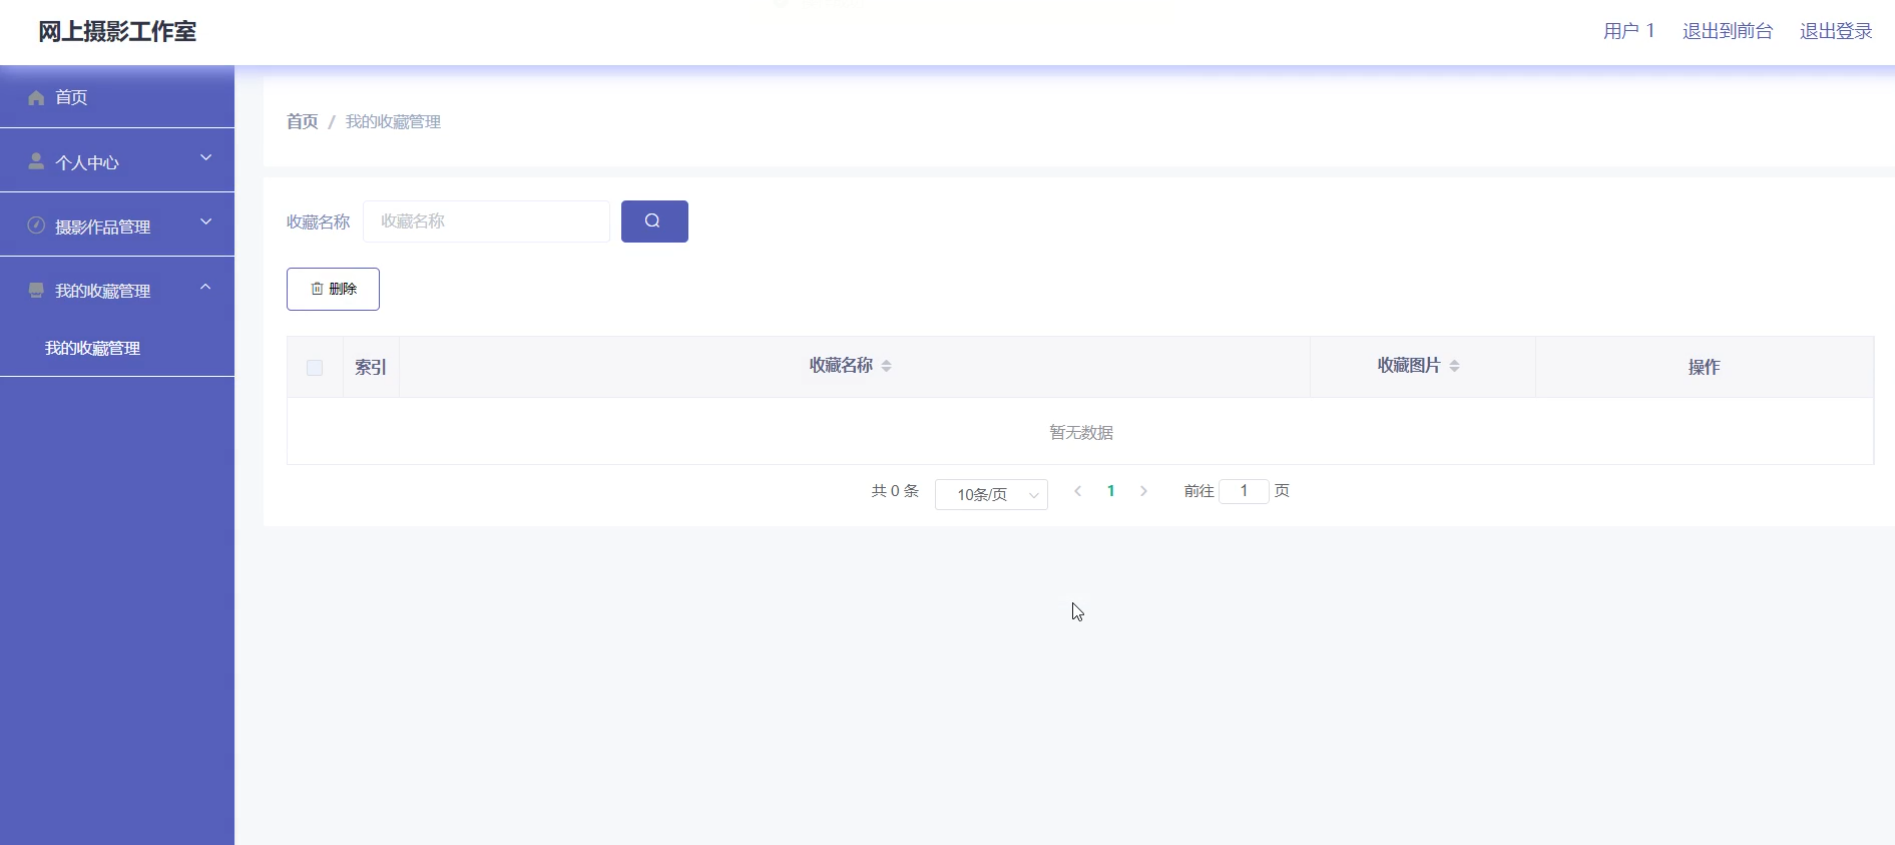 网上摄影工作室
用户 1 退出到前台 退出登录
首页
个人中心
摄影作品管理
我的收藏管理
我的收藏管理
首页 / 我的收藏管理
收藏名称 收藏名称
删除
索引 收藏名称 收藏图片 操作
暂无数据
共 0 条 10条/页 1 前往 1 页